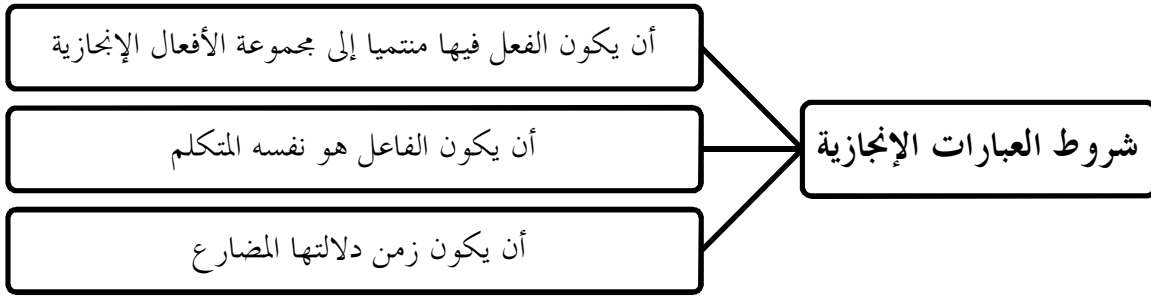 شروط العبارات الإنجازية
أن يكون الفعل فيها منتميا إلى مجموعة الأفعال الإنجازية
أن يكون الفاعل هو نفسه المتكلم
أن يكون زمن دلالتها المضارع